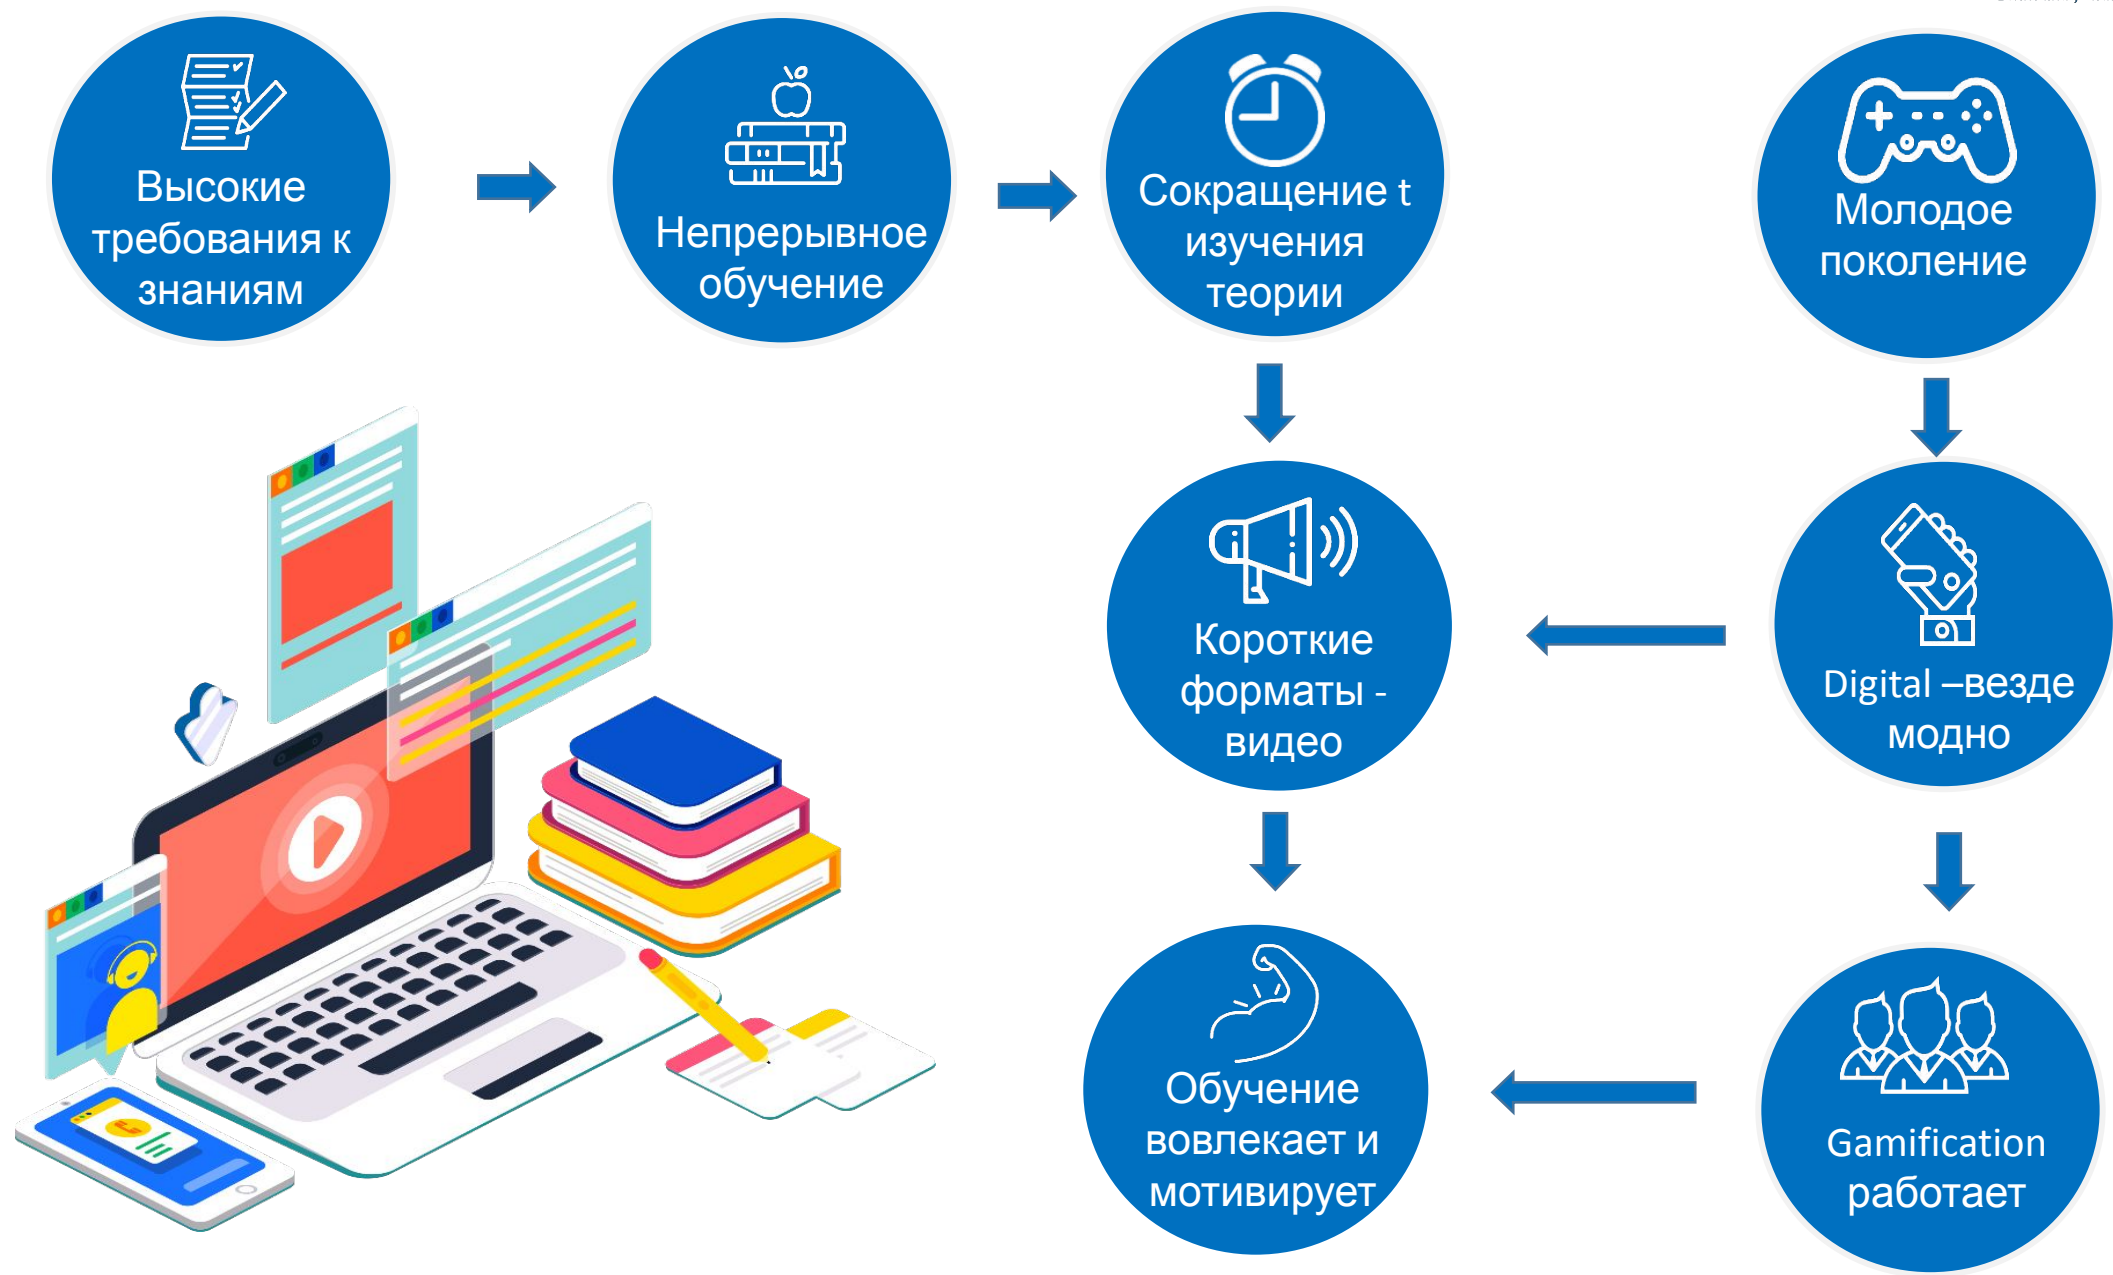 Высокие
требования к
знаниям
Непрерывное
обучение
Сокращение t
изучения
теории
Молодое
поколение
Короткие
форматы -
видео
Digital –везде
модно
Обучение
вовлекает и
мотивирует
Gamification
работает